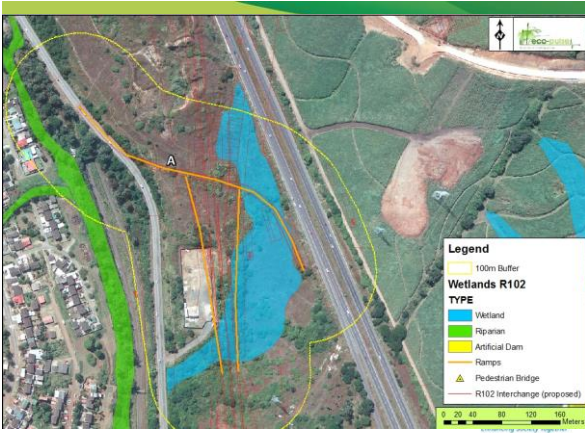 N
eco-pulse
A
Legend
100m Buffer
Wetlands R102
TYPE
Wetland
Riparian
Artificial Dam
Ramps
Pedestrian Bridge
R102 Interchange (proposed)
0 20 40 80 120 160
Meters